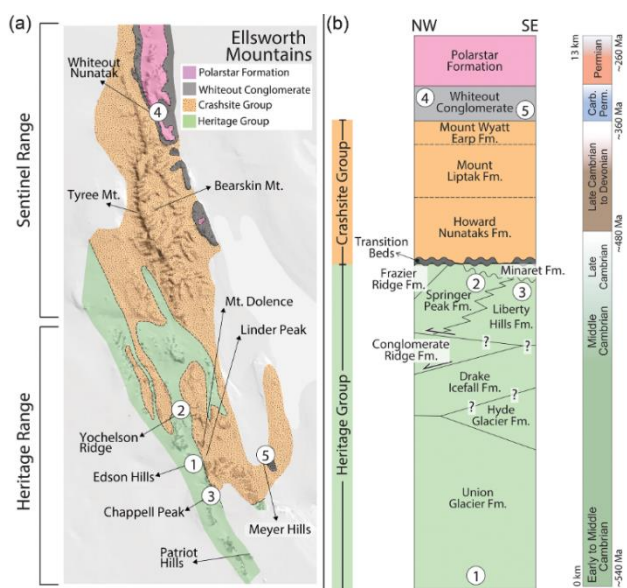 (a)
Ellsworth
Mountains
Polarstar Formation
Whiteout Conglomerate
Crashsite Group
Heritage Group
Sentinel Range
Heritage Range
Whiteout
Nunatak
4
Bearskin Mt.
Tyree Mt.
Mt. Dolence
Linder Peak
2
Yochelson
Ridge
1
5
Edson Hills
3
Chappell Peak
Meyer Hills
Patriot
Hills
(b)
NW
SE
Crashsite Group
Heritage Group
Polarstar
Formation
4
Whiteout
Conglomerate
5
Mount Wyatt
Earp Fm.
Mount
Liptak Fm.
Howard
Nunataks Fm.
Transition
Beds
Frazier
Ridge Fm.
Minaret Fm.
2
3
Springer
Peak Fm.
Liberty
Hills Fm.
?
?
Conglomerate
Ridge Fm.
Drake
Icefall Fm.
?
?
Hyde
Glacier Fm.
Union
Glacier Fm.
1
13 km
0 km
Permian
Carb.
Perm.
Late Cambrian
to Devonian
Late
Cambrian
Middle
Cambrian
Early to Middle
Cambrian
~260 Ma
~360 Ma
~480 Ma
~540 Ma